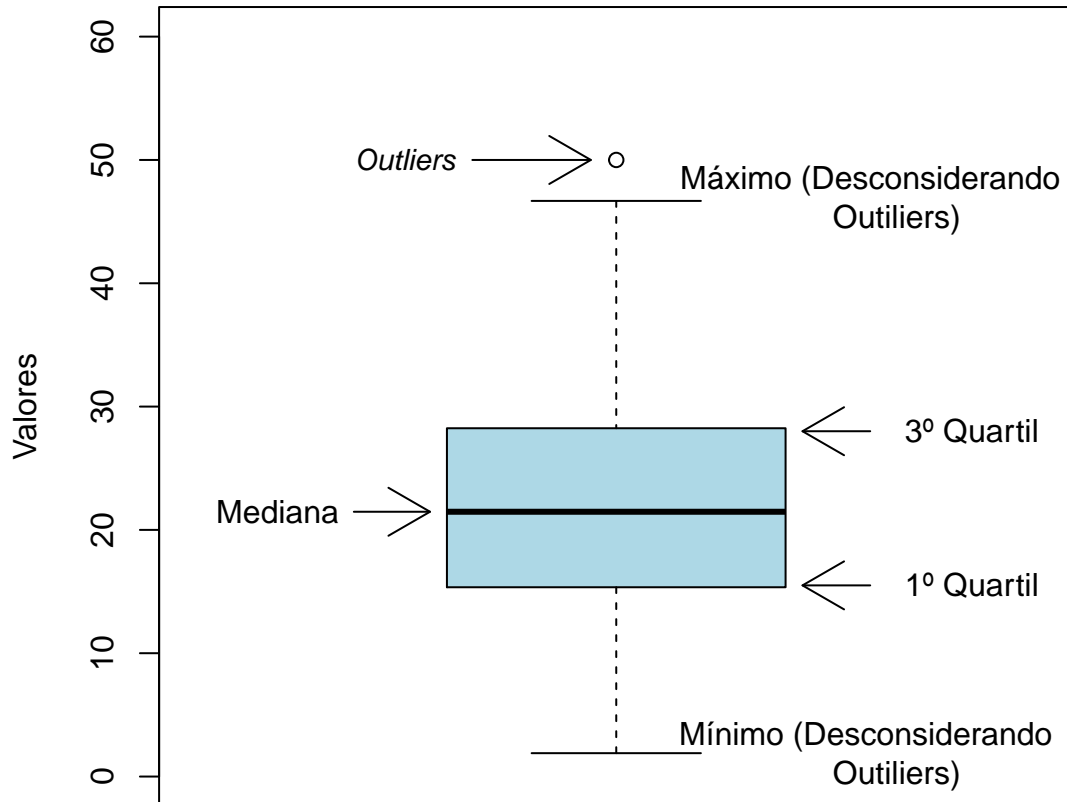 60
50
40
30
20
10
0
Valores
Outliers
Máximo (Desconsiderando
Outiliers)
3º Quartil
Mediana
1º Quartil
Mínimo (Desconsiderando
Outiliers)